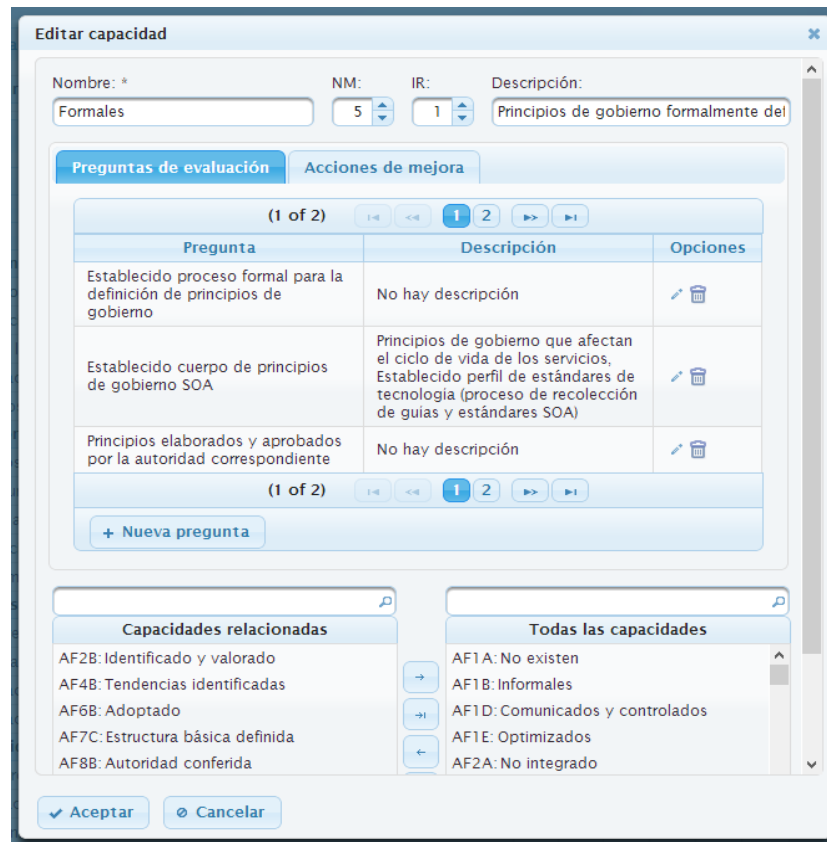 Editar capacidad
Nombre: * NM: IR: Descripción:
Formales 5 1 Principios de gobierno formalmente def
Preguntas de evaluación Acciones de mejora
(1 of 2) 1 2
Pregunta Descripción Opciones
Establecido proceso formal para la
definición de principios de
gobierno
No hay descripción
Establecido cuerpo de principios
de gobierno SOA
Principios de gobierno que afectan
el ciclo de vida de los servicios,
Establecido perfil de estándares de
tecnología (proceso de recolección
de guias y estándares SOA)
Principios elaborados y aprobados
por la autoridad correspondiente
No hay descripción
(1 of 2) 1 2
+ Nueva pregunta
Capacidades relacionadas
AF2B: Identificado y valorado
AF4B: Tendencias identificadas
AF6B: Adoptado
AF7C: Estructura básica definida
AF8B: Autoridad conferida
Todas las capacidades
AF1A: No existen
AF1B: Informales
AF1D: Comunicados y controlados
AF1E: Optimizados
AF2A: No integrado
Aceptar Cancelar